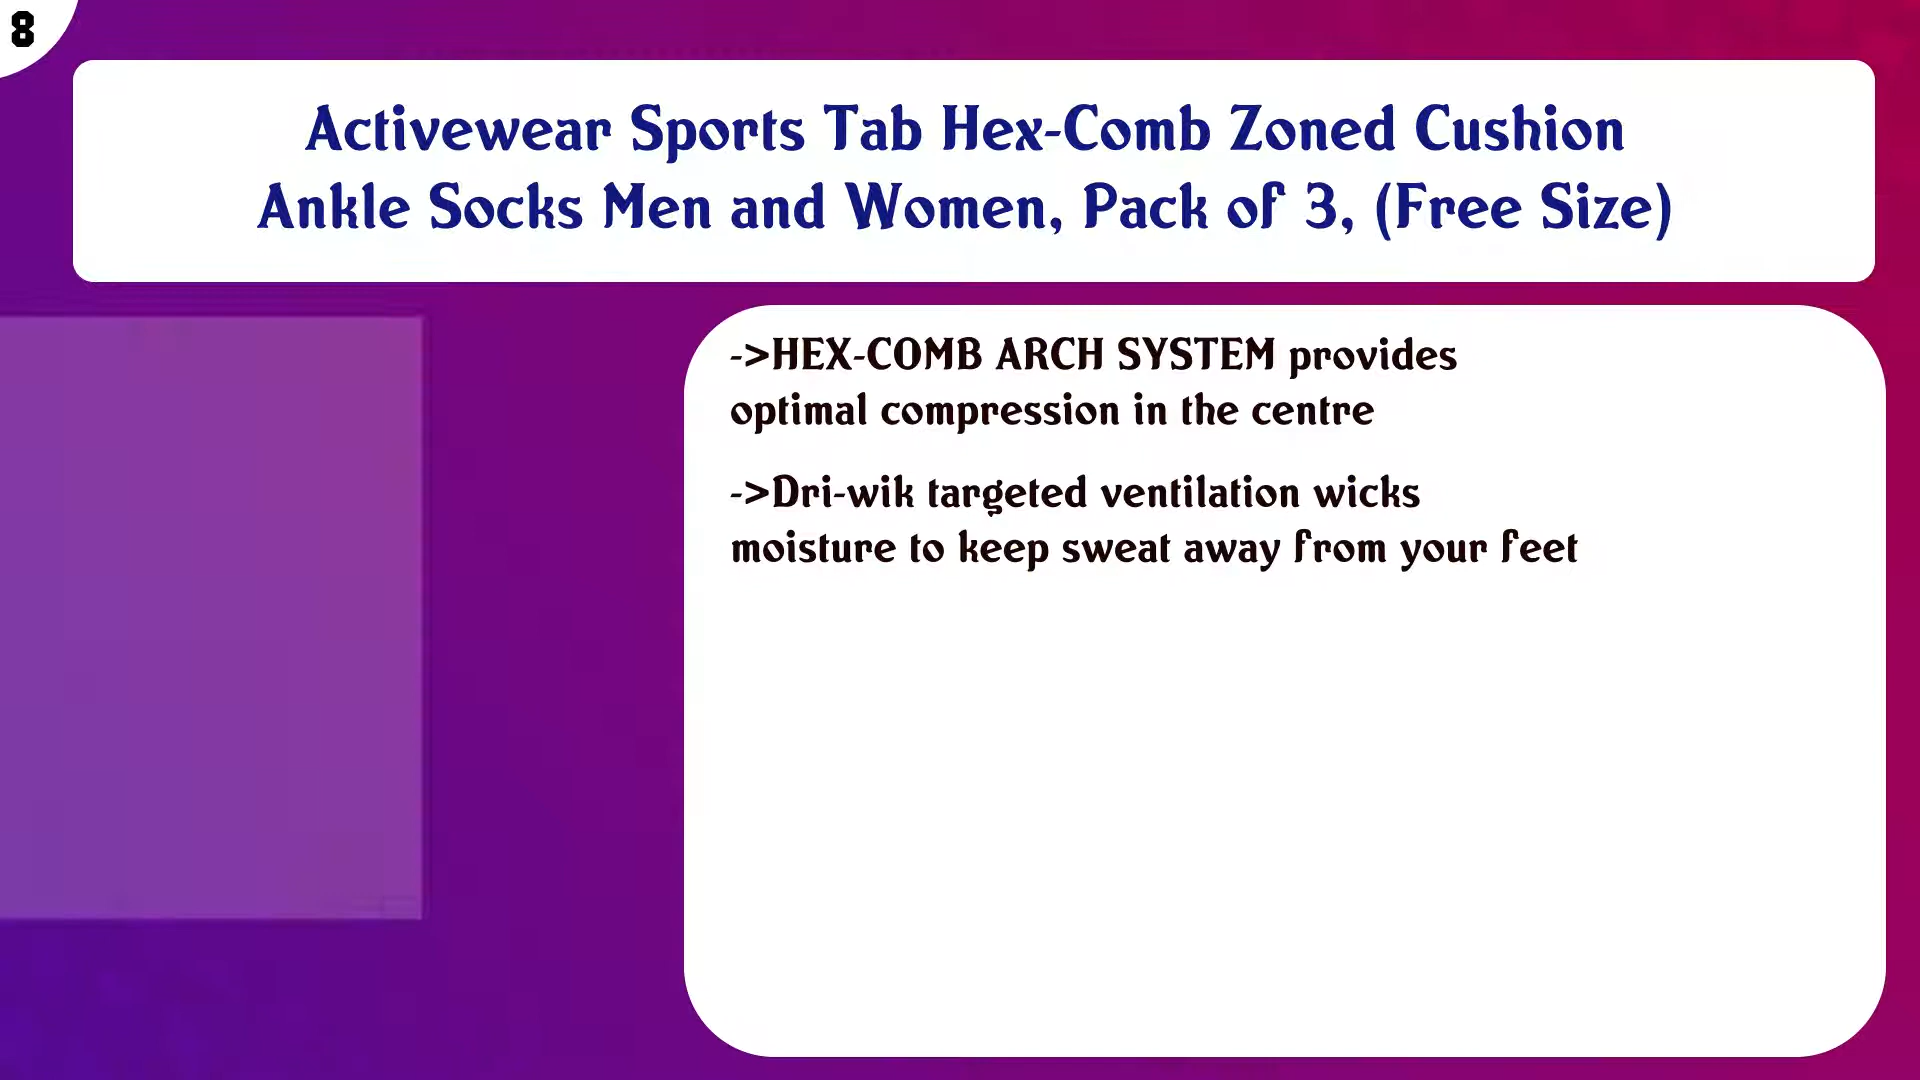 8
Activewear Sports Tab Hex-Comb Zoned Cushion
Ankle Socks Men and Women, Pack of 3, (Free Size)
->HEX-COMB ARCH SYSTEM provides
optimal compression in the centre
->Dri-wik targeted ventilation wicks
moisture to keep sweat away from your feet